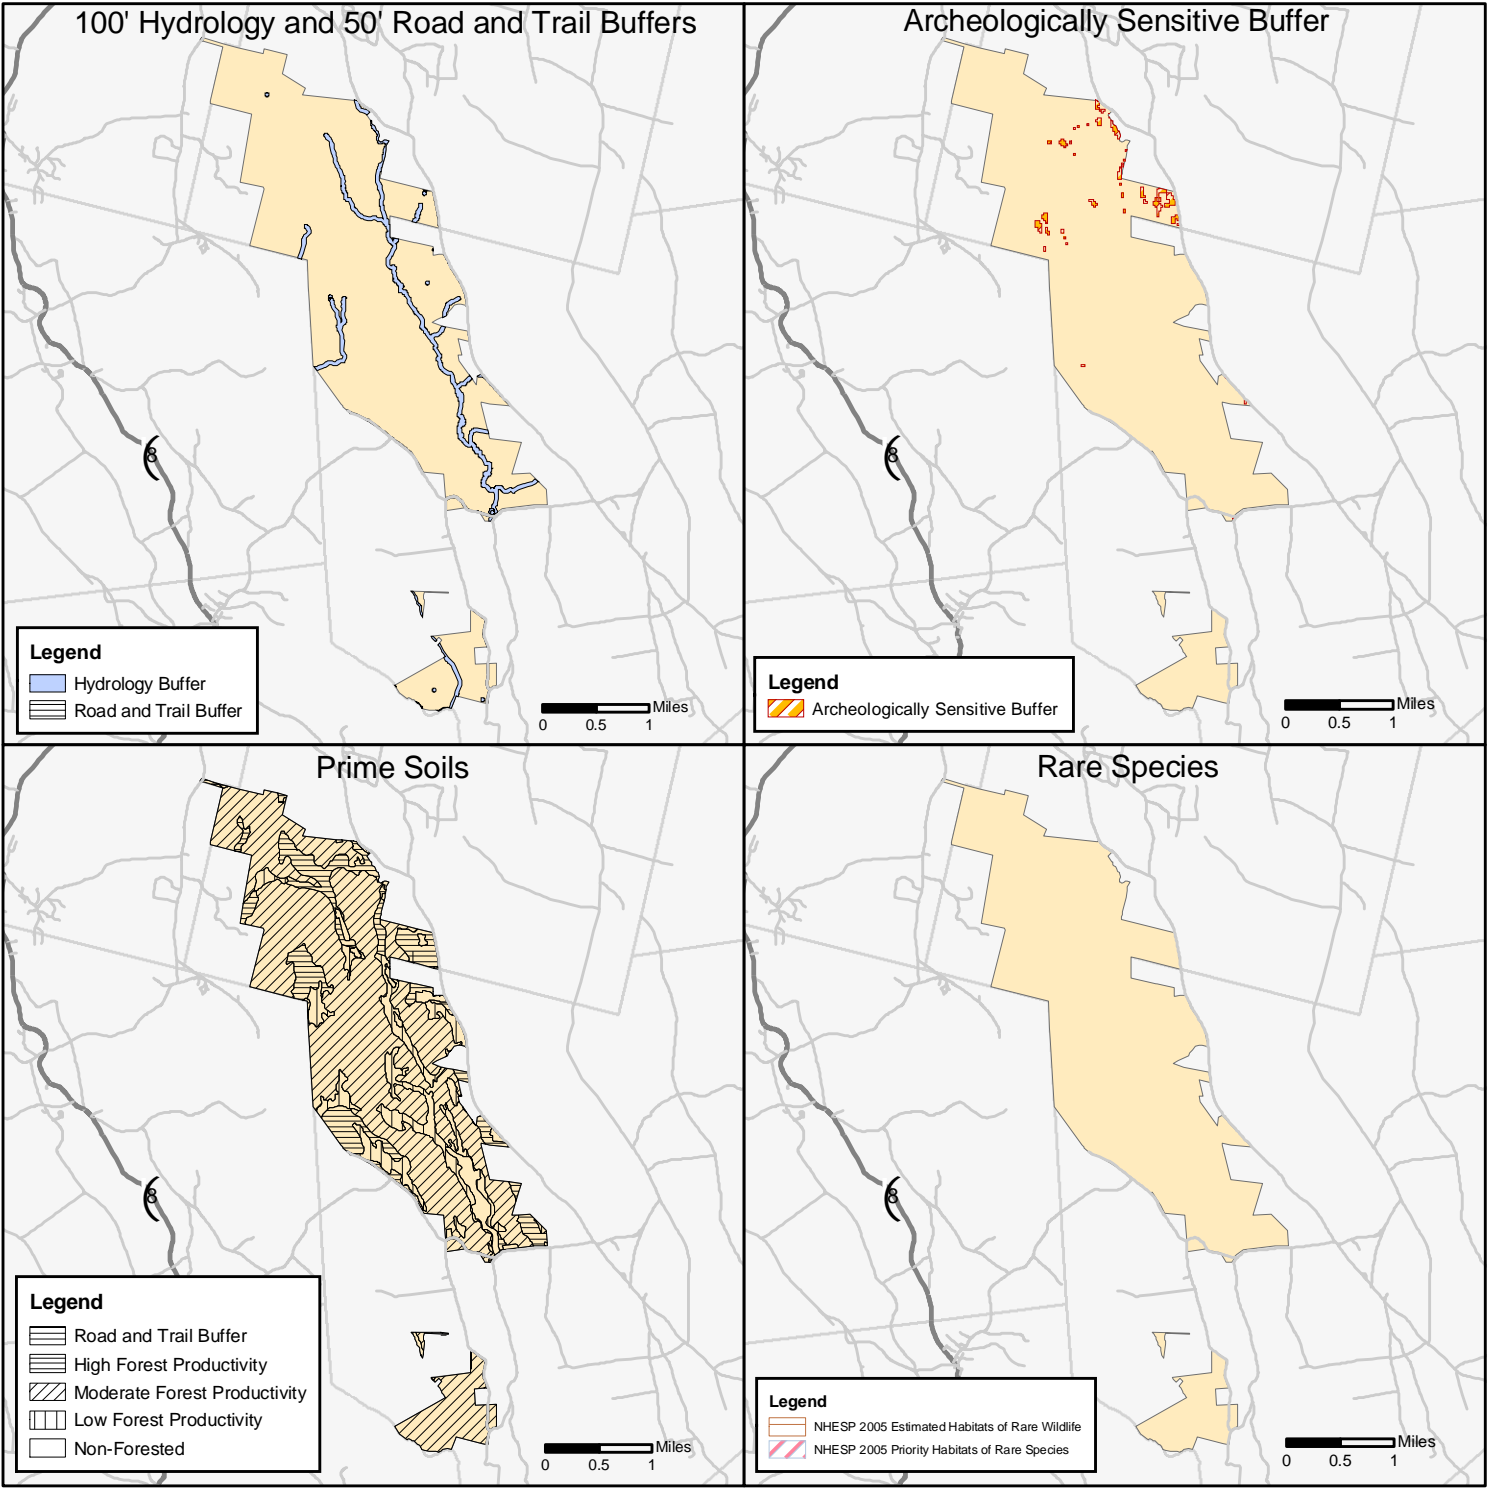 100' Hydrology and 50' Road and Trail Buffers
8
Legend
Hydrology Buffer
Road and Trail Buffer
Miles
0 0.5 1
Archeologically Sensitive Buffer
8
Legend
Archeologically Sensitive Buffer
Miles
0 0.5 1
Prime Soils
8
Legend
Road and Trail Buffer
High Forest Productivity
Moderate Forest Productivity
Low Forest Productivity
Non-Forested
Miles
0 0.5 1
Rare Species
8
Legend
NHESP 2005 Estimated Habitats of Rare Wildlife
NHESP 2005 Priority Habitats of Rare Species
Miles
0 0.5 1